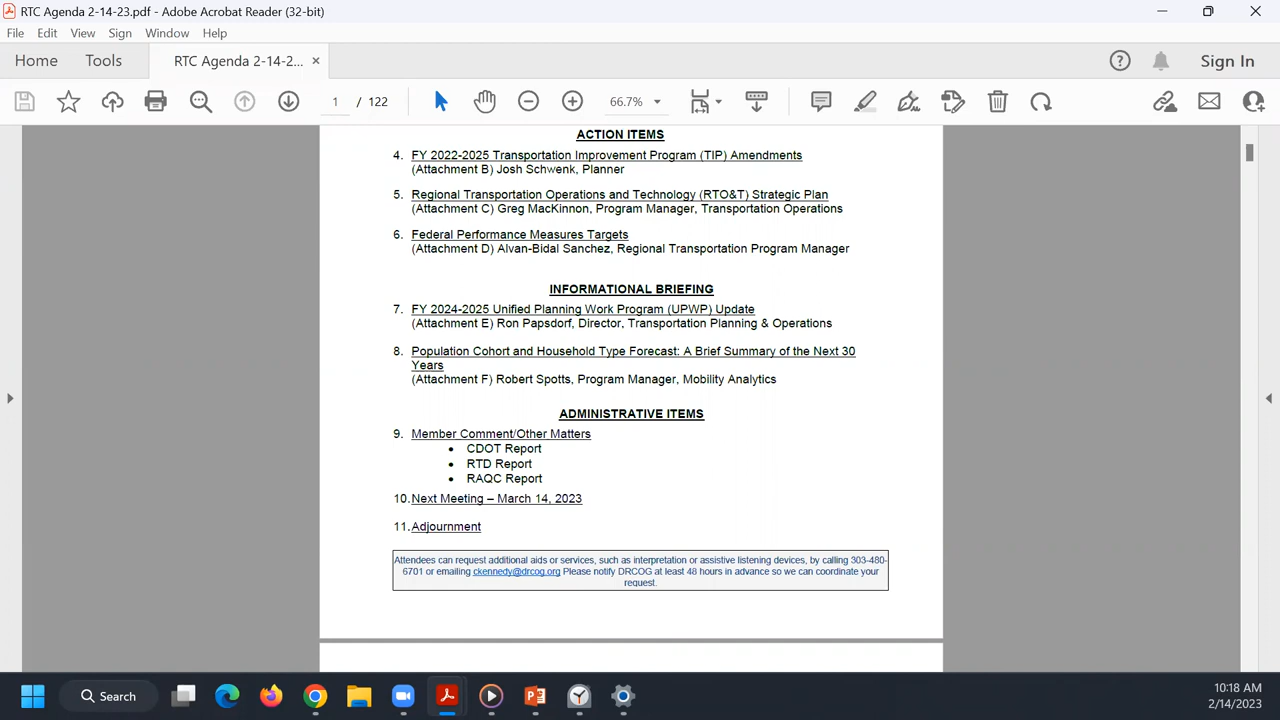 RTC Agenda 2-14-23.pdf - Adobe Acrobat Reader (32-bit)
File Edit View Sign Window Help
Home Tools RTC Agenda 2-14-2... × Sign In
1 / 122 66.7%
ACTION ITEMS
4. FY 2022-2025 Transportation Improvement Program (TIP) Amendments
(Attachment B) Josh Schwenk, Planner
5. Regional Transportation Operations and Technology (RTO&T) Strategic Plan
(Attachment C) Greg MacKinnon, Program Manager, Transportation Operations
6. Federal Performance Measures Targets
(Attachment D) Alvan-Bidal Sanchez, Regional Transportation Program Manager
INFORMATIONAL BRIEFING
7. FY 2024-2025 Unified Planning Work Program (UPWP) Update
(Attachment E) Ron Papsdorf, Director, Transportation Planning & Operations
8. Population Cohort and Household Type Forecast: A Brief Summary of the Next 30
Years
(Attachment F) Robert Spotts, Program Manager, Mobility Analytics
ADMINISTRATIVE ITEMS
9. Member Comment/Other Matters
• CDOT Report
• RTD Report
• RAQC Report
10. Next Meeting – March 14, 2023
11. Adjournment
Attendees can request additional aids or services, such as interpretation or assistive listening devices, by calling 303-480-
6701 or emailing ckennedy@drcog.org Please notify DRCOG at least 48 hours in advance so we can coordinate your
request.
Search
10:18 AM
2/14/2023